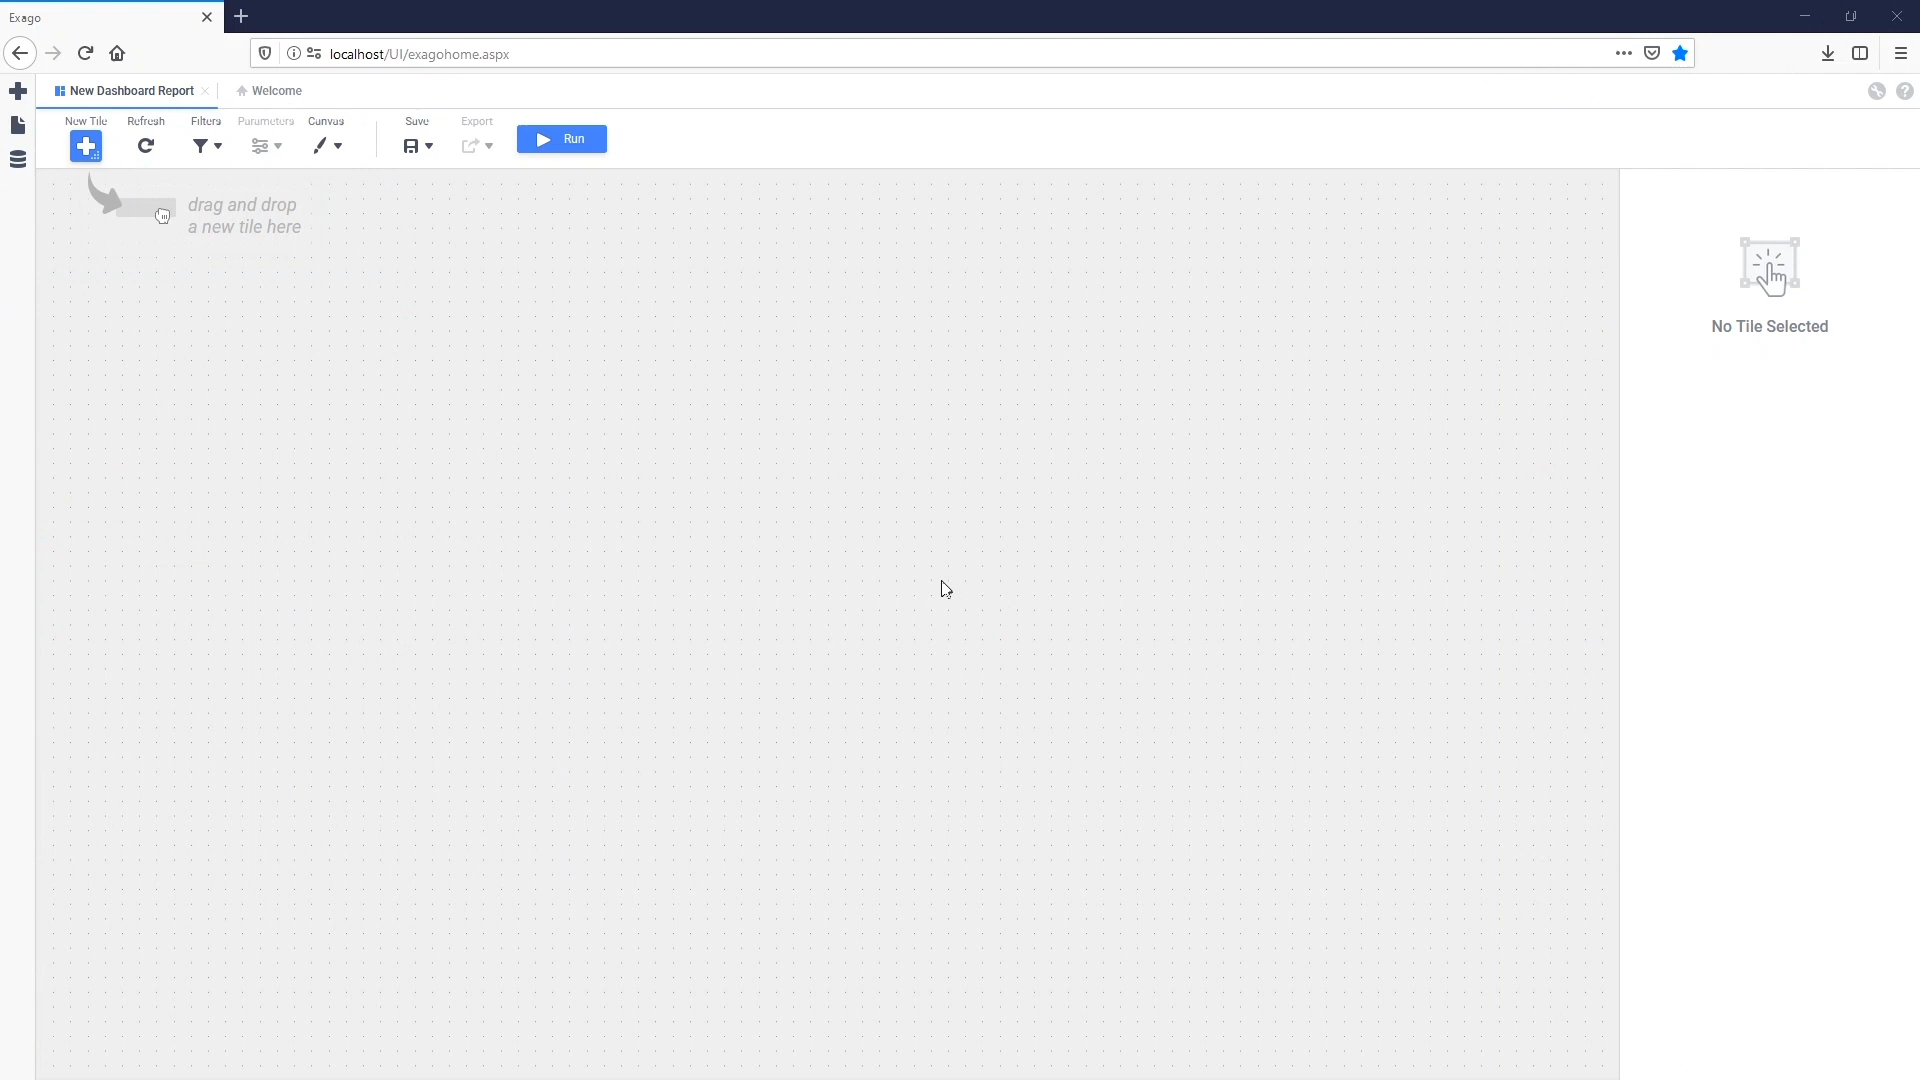 Exago
localhost/UI/exagohome.aspx
New Dashboard Report
Welcome
New Tile
Refresh
Filters
Parameters
Canvas
Save
Export
Run
drag and drop
a new tile here
No Tile Selected